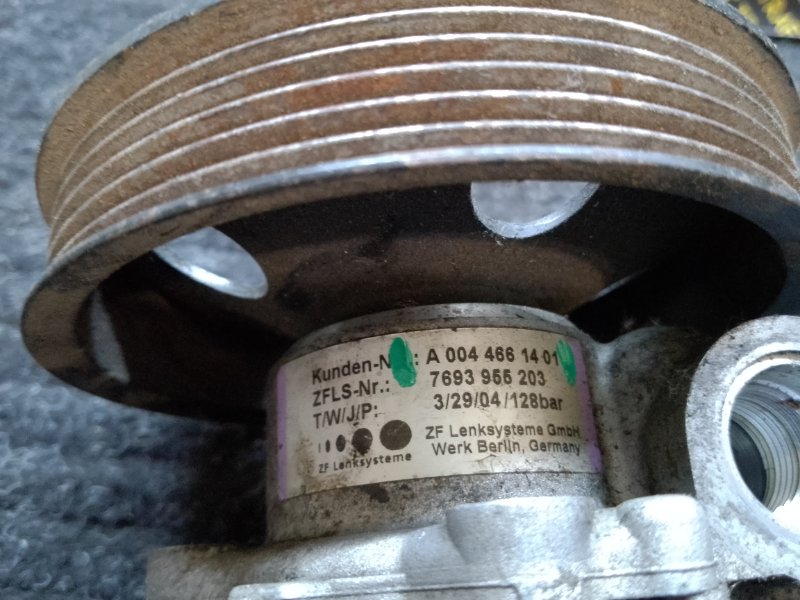 Kunden-Nr.: A 004 466 14 01
ZFLS-Nr.: 7693 955 203
T/W/J/P: 3/29/04/128bar
ZF Lenksysteme GmbH
Werk Berlin, Germany
ZF Lenksysteme